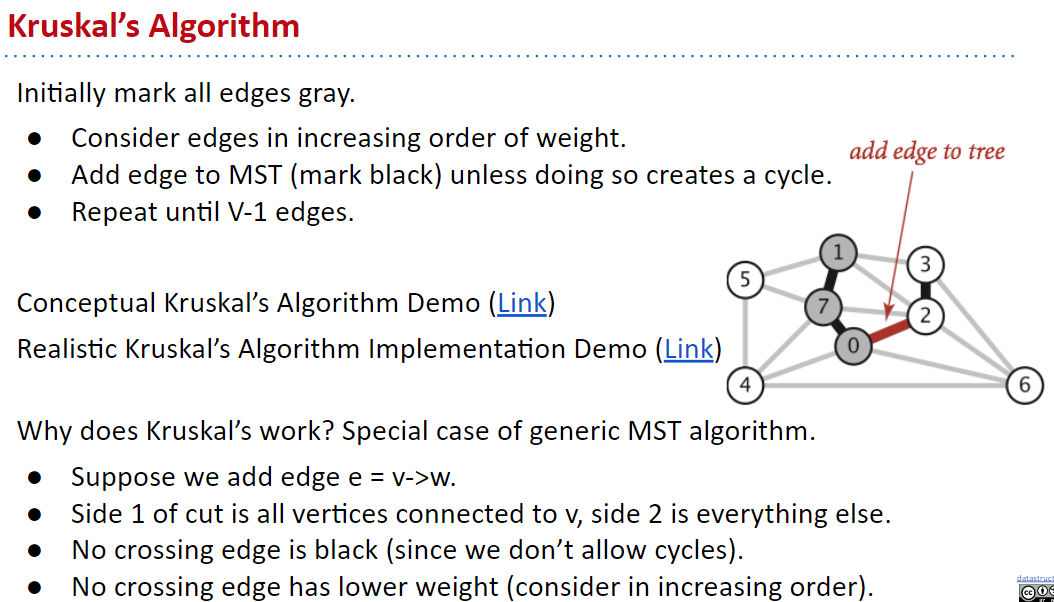 Kruskal’s Algorithm
Initially mark all edges gray.
● Consider edges in increasing order of weight.
● Add edge to MST (mark black) unless doing so creates a cycle.
● Repeat until V-1 edges.
add edge to tree
1
3
5
7
2
0
4
6
Conceptual Kruskal’s Algorithm Demo (Link)
Realistic Kruskal’s Algorithm Implementation Demo (Link)
Why does Kruskal’s work? Special case of generic MST algorithm.
● Suppose we add edge e = v->w.
● Side 1 of cut is all vertices connected to v, side 2 is everything else.
● No crossing edge is black (since we don’t allow cycles).
● No crossing edge has lower weight (consider in increasing order).
datastruct
cc